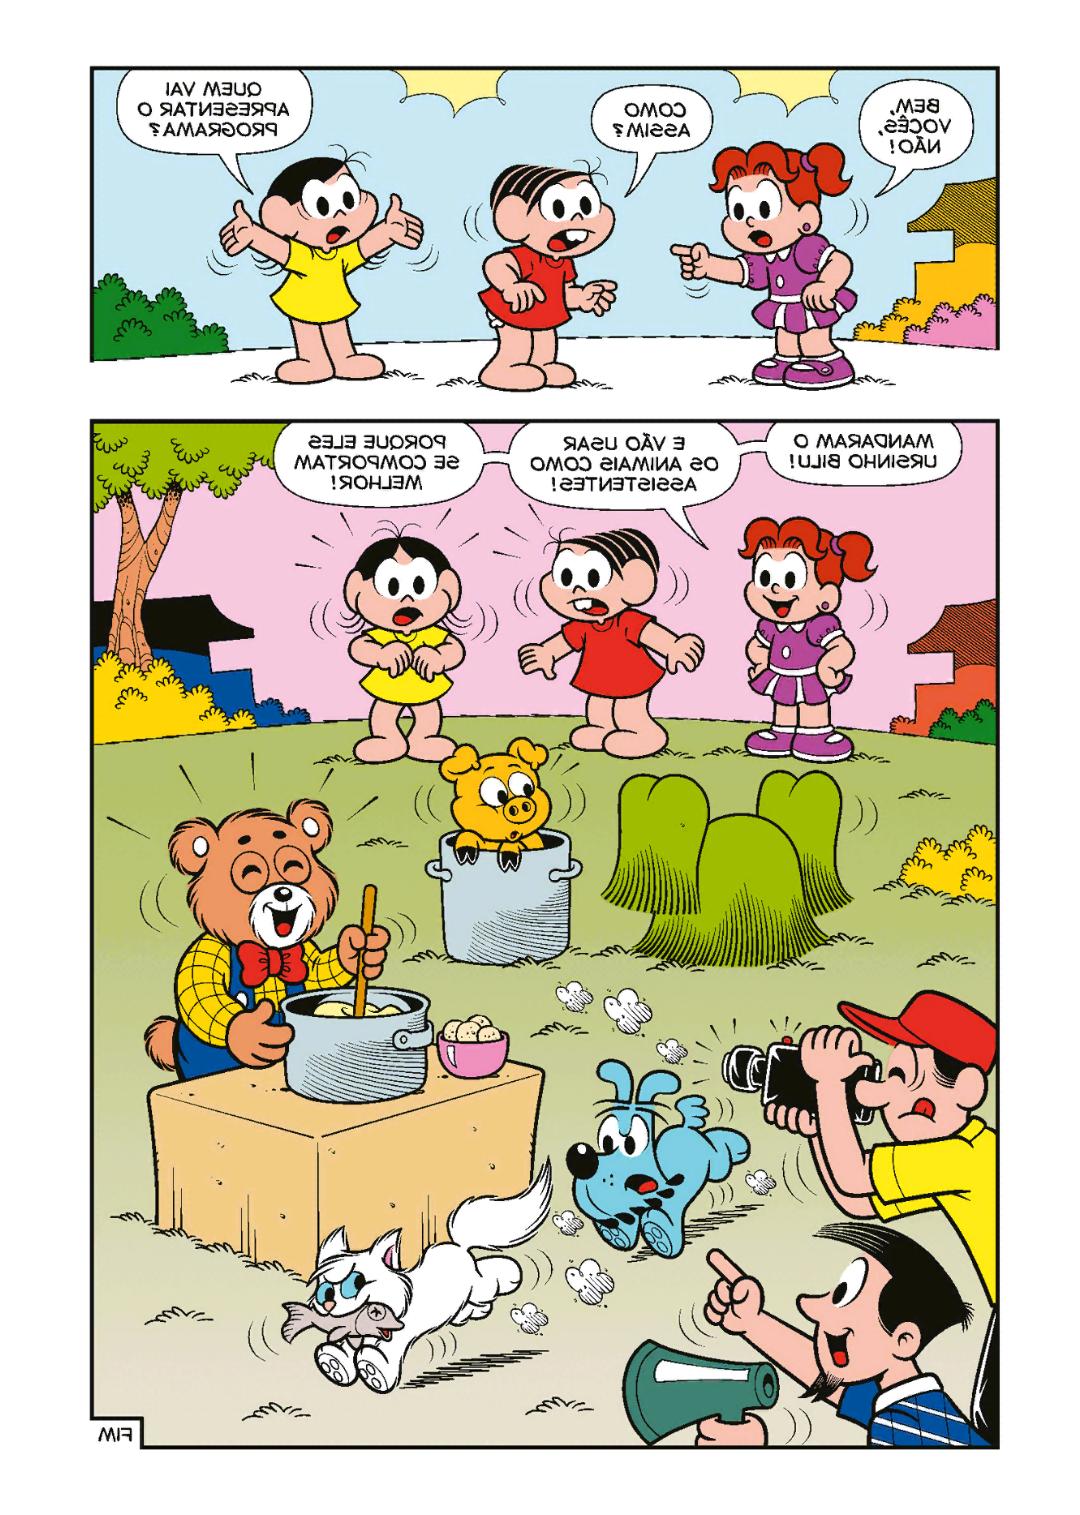 BEM,
VOCÊS,
NÃO!
COMO
ASSIM?
QUEM VAI
APRESENTAR O
PROGRAMA?
MANDARAM O
URSINHO BILU!
E VÃO USAR
OS ANIMAIS COMO
ASSISTENTES!
PORQUE ELES
SE COMPORTAM
MELHOR!
FIM